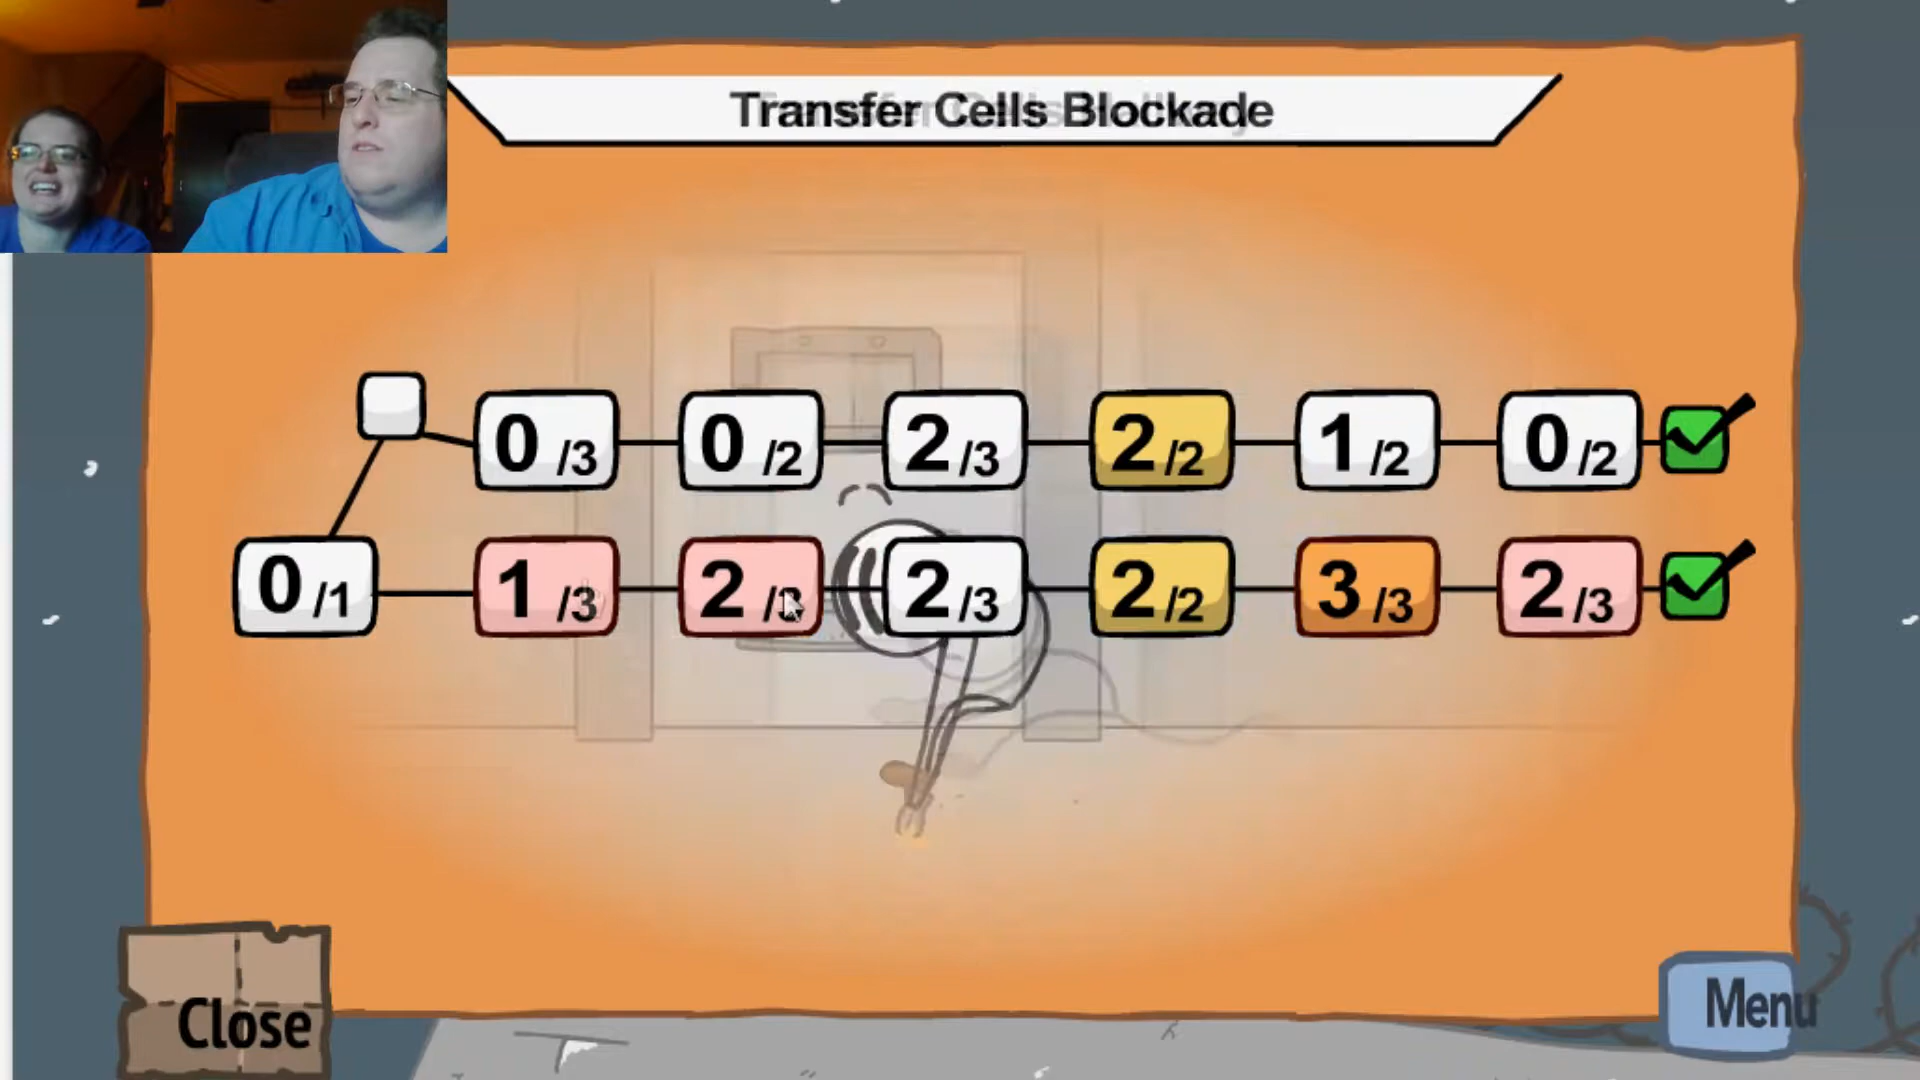 Transfer Cells Blockade
0/3 0/2 2/3 2/2 1/2 0/2
0/1 1/3 2/3 2/3 2/2 3/3 2/3
Close
Menu